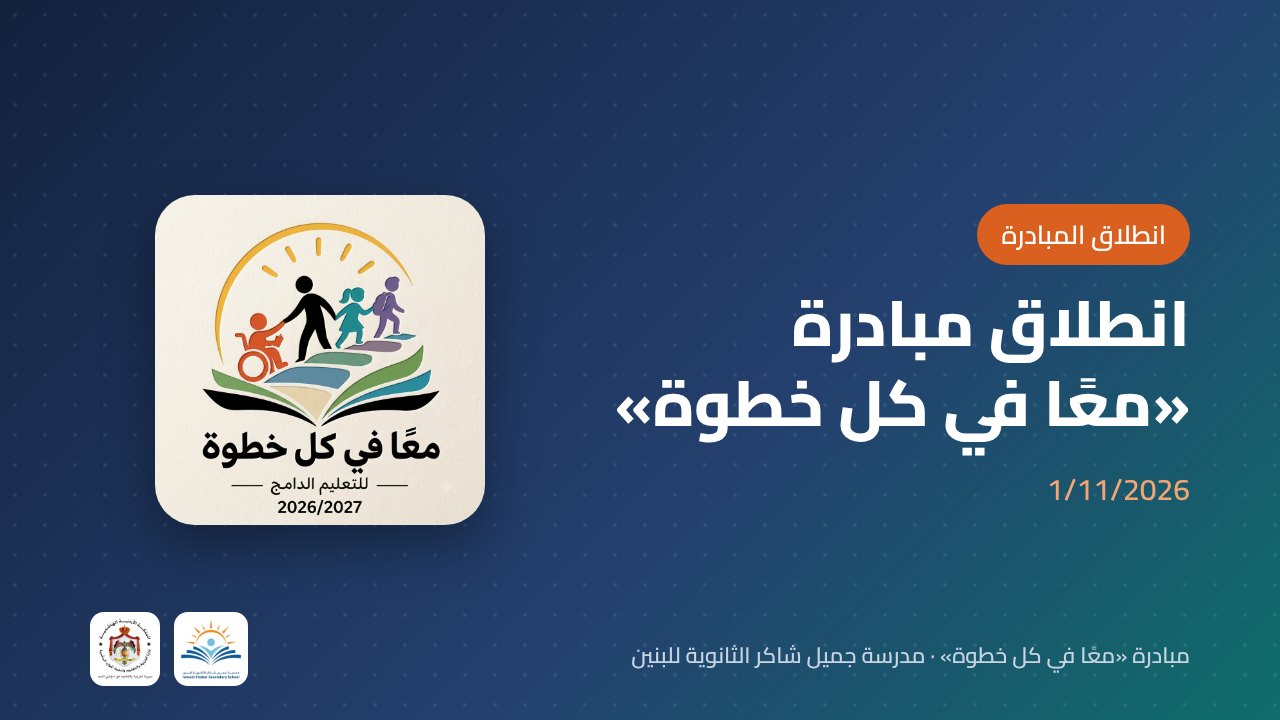 انطلاق المبادرة
انطلاق مبادرة
«معًا في كل خطوة»
1/11/2026
معًا في كل خطوة
للتعليم الدامج
2026/2027
مبادرة «معًا في كل خطوة» · مدرسة جميل شاكر الثانوية للبنين